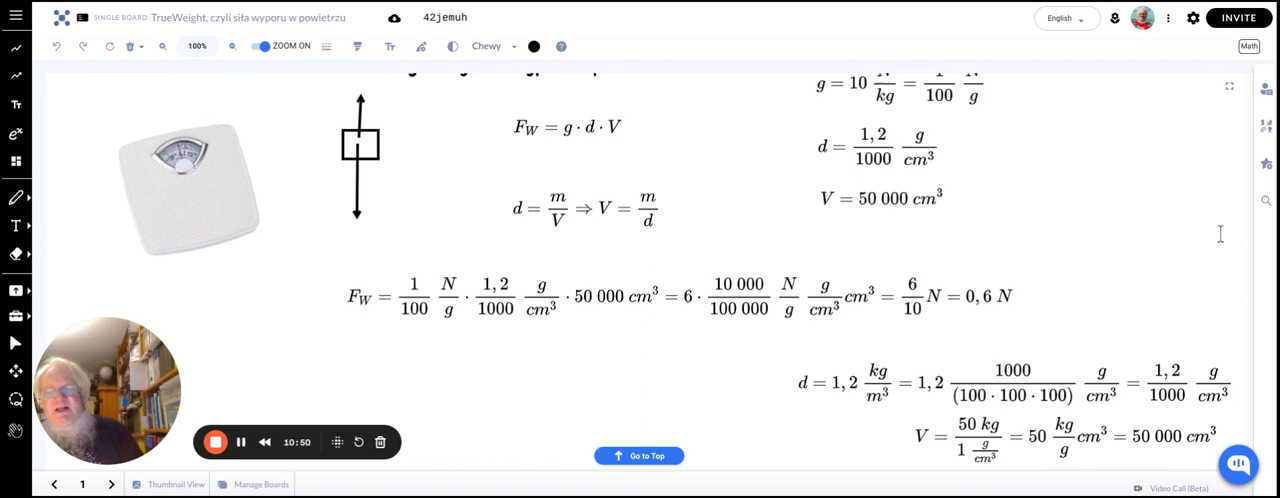 SINGLE BOARD: TrueWeight, czyli siła wyporu w powietrzu
42jemuh
English
INVITE
100%
ZOOM ON
Chewy
Math
g = 10 N/kg = 1/100 N/g
F_W = g · d · V
d = 1,2/1000 g/cm³
V = 50 000 cm³
d = m/V ⇒ V = m/d
F_W = 1/100 N/g · 1,2/1000 g/cm³ · 50 000 cm³ = 6 · 10 000/100 000 N/g g/cm³ cm³ = 6/10 N = 0,6 N
d = 1,2 kg/m³ = 1,2 1000/(100·100·100) g/cm³ = 1,2/1000 g/cm³
V = 50 kg/(1 g/cm³) = 50 kg/g cm³ = 50 000 cm³
10:50
Go to Top
1
Thumbnail View
Manage Boards
Video Call (Beta)